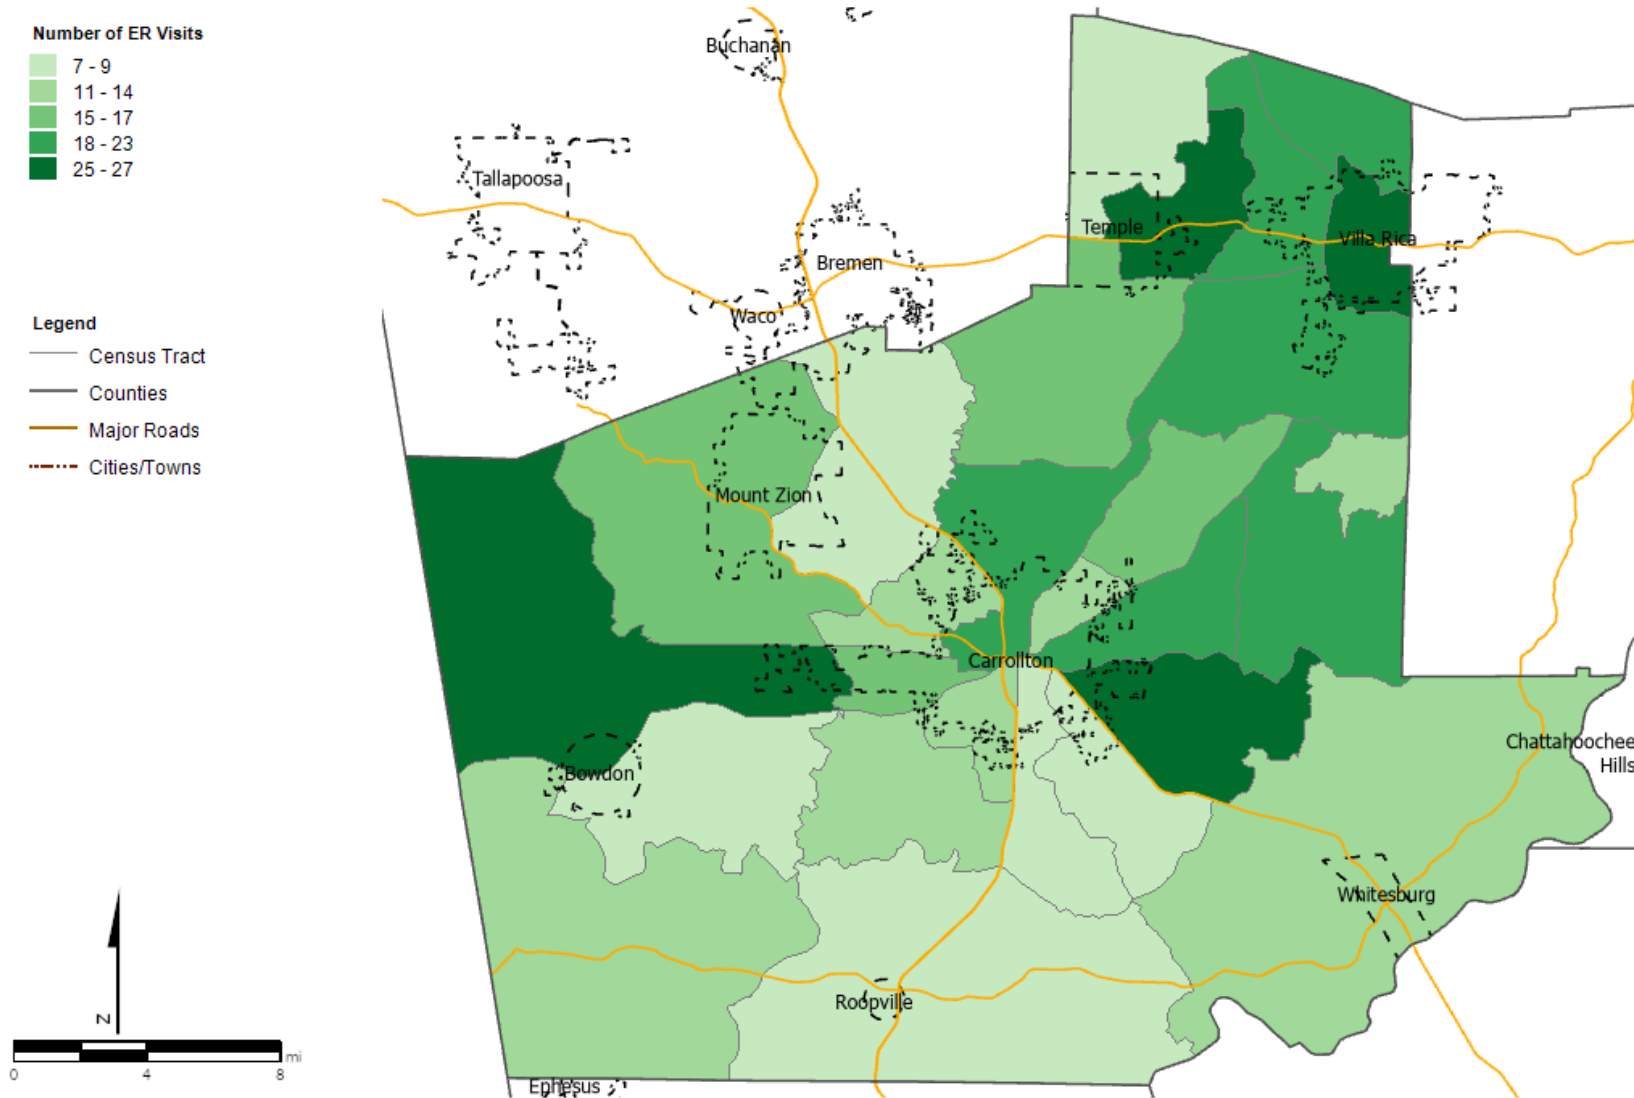 Number of ER Visits
7 - 9
11 - 14
15 - 17
18 - 23
25 - 27
Legend
Census Tract
Counties
Major Roads
Cities/Towns
N
0 4 8 mi
Buchanan
Tallapoosa
Bremen
Waco
Temple
Villa Rica
Mount Zion
Carrollton
Bowdon
Chattahoochee
Hills
Whitesburg
Roopville
Ephesus